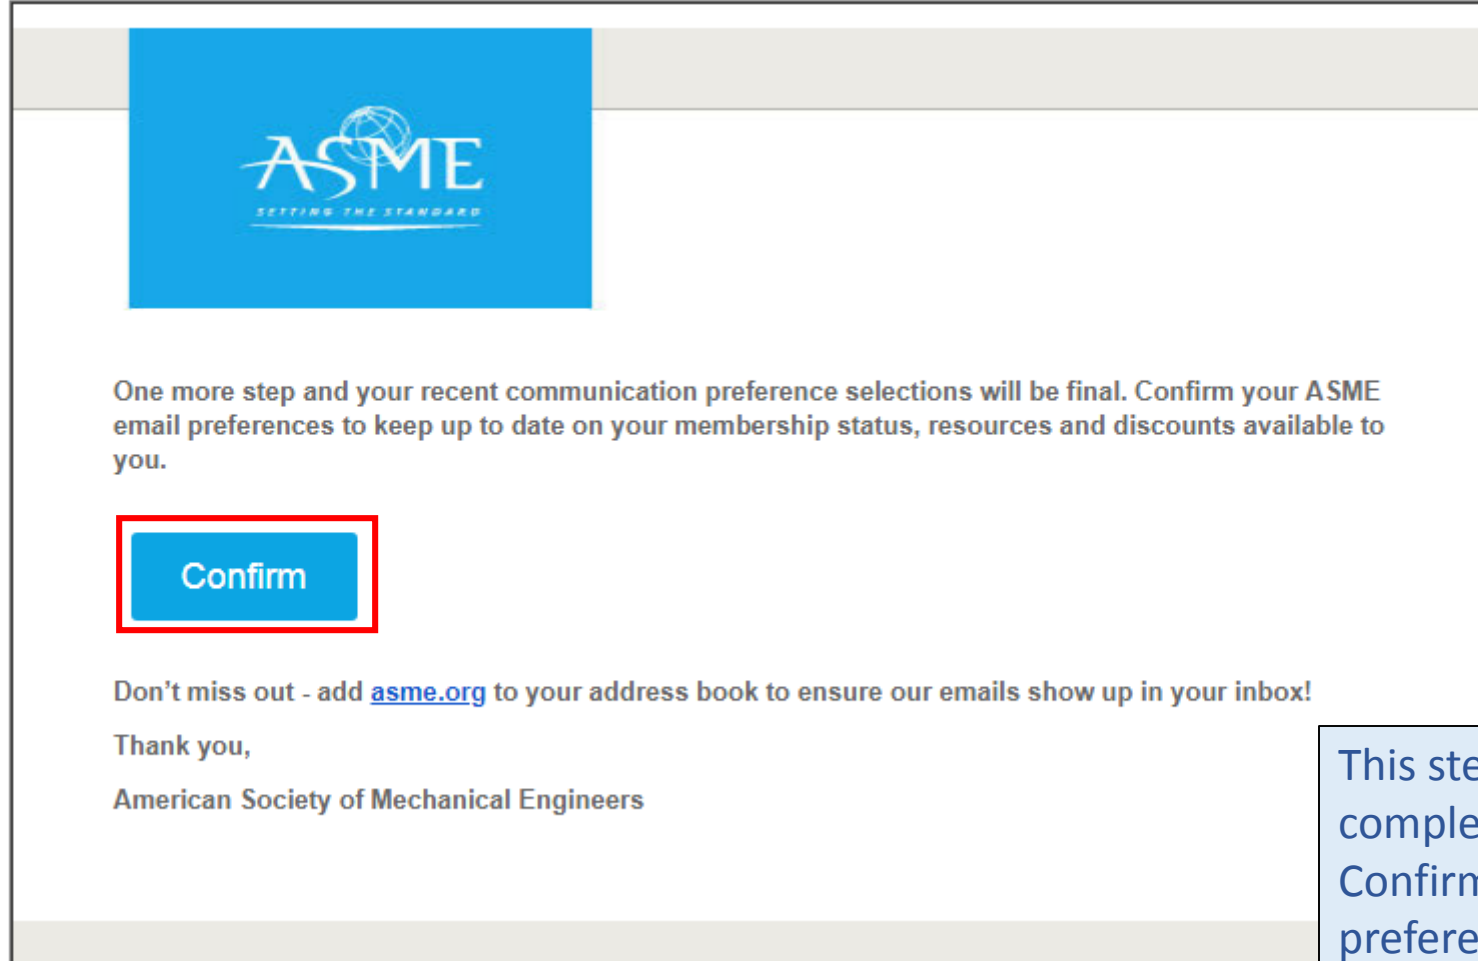 ASME
SETTING THE STANDARD
One more step and your recent communication preference selections will be final. Confirm your ASME
email preferences to keep up to date on your membership status, resources and discounts available to
you.
Confirm
Don’t miss out - add asme.org to your address book to ensure our emails show up in your inbox!
Thank you,
American Society of Mechanical Engineers
This